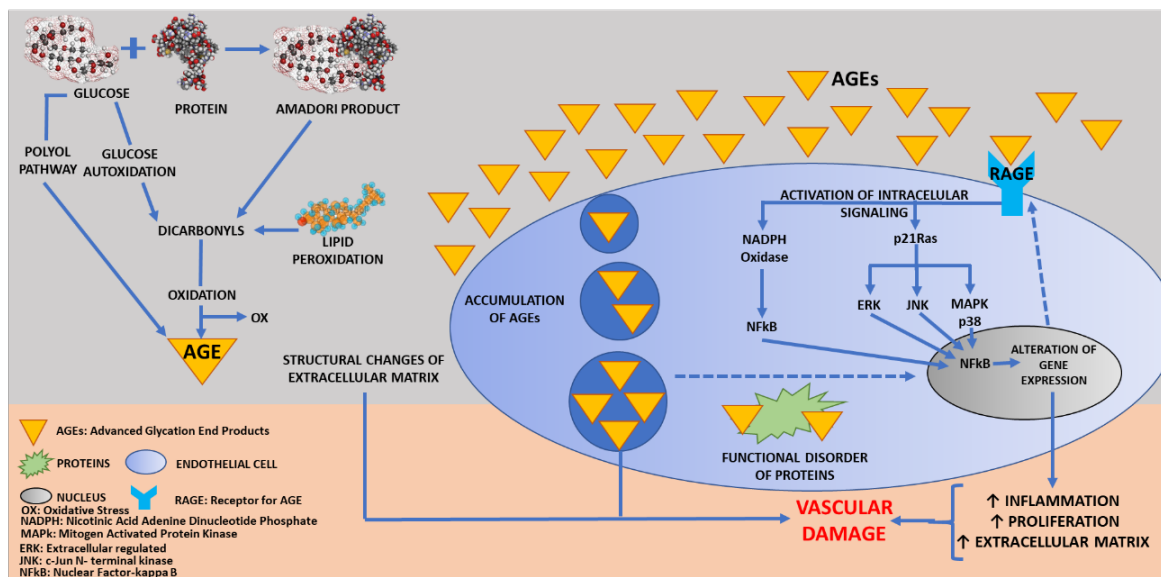 GLUCOSE
PROTEIN
AMADORI PRODUCT
POLYOL
PATHWAY
GLUCOSE
AUTOXIDATION
DICARBONYLS
LIPID
PEROXIDATION
OXIDATION
OX
AGE
AGEs
RAGE
ACTIVATION OF INTRACELLULAR
SIGNALING
NADPH
Oxidase
p21Ras
ERK
JNK
MAPK
p38
NFkB
NFkB
ALTERATION OF
GENE
EXPRESSION
ACCUMULATION
OF AGEs
STRUCTURAL CHANGES OF
EXTRACELLULAR MATRIX
FUNCTIONAL DISORDER
OF PROTEINS
VASCULAR
DAMAGE
↑ INFLAMMATION
↑ PROLIFERATION
↑ EXTRACELLULAR MATRIX
AGEs: Advanced Glycation End Products
PROTEINS
ENDOTHELIAL CELL
NUCLEUS
RAGE: Receptor for AGE
OX: Oxidative Stress
NADPH: Nicotinic Acid Adenine Dinucleotide Phosphate
MAPk: Mitogen Activated Protein Kinase
ERK: Extracellular regulated
JNK: c-Jun N- terminal kinase
NFkB: Nuclear Factor-kappa B